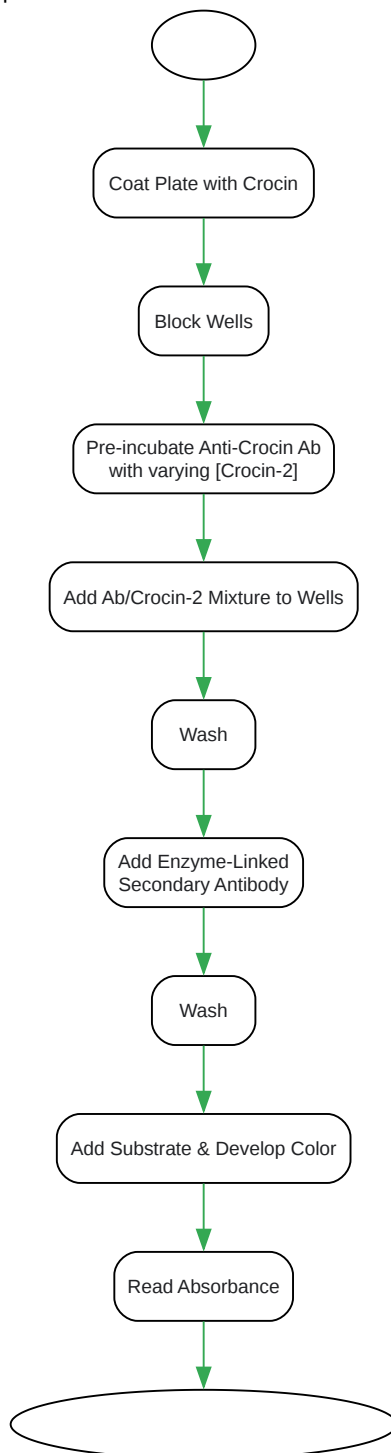 Coat Plate with Crocin
Block Wells
Pre-incubate Anti-Crocin Ab
with varying [Crocin-2]
Add Ab/Crocin-2 Mixture to Wells
Wash
Add Enzyme-Linked
Secondary Antibody
Wash
Add Substrate & Develop Color
Read Absorbance